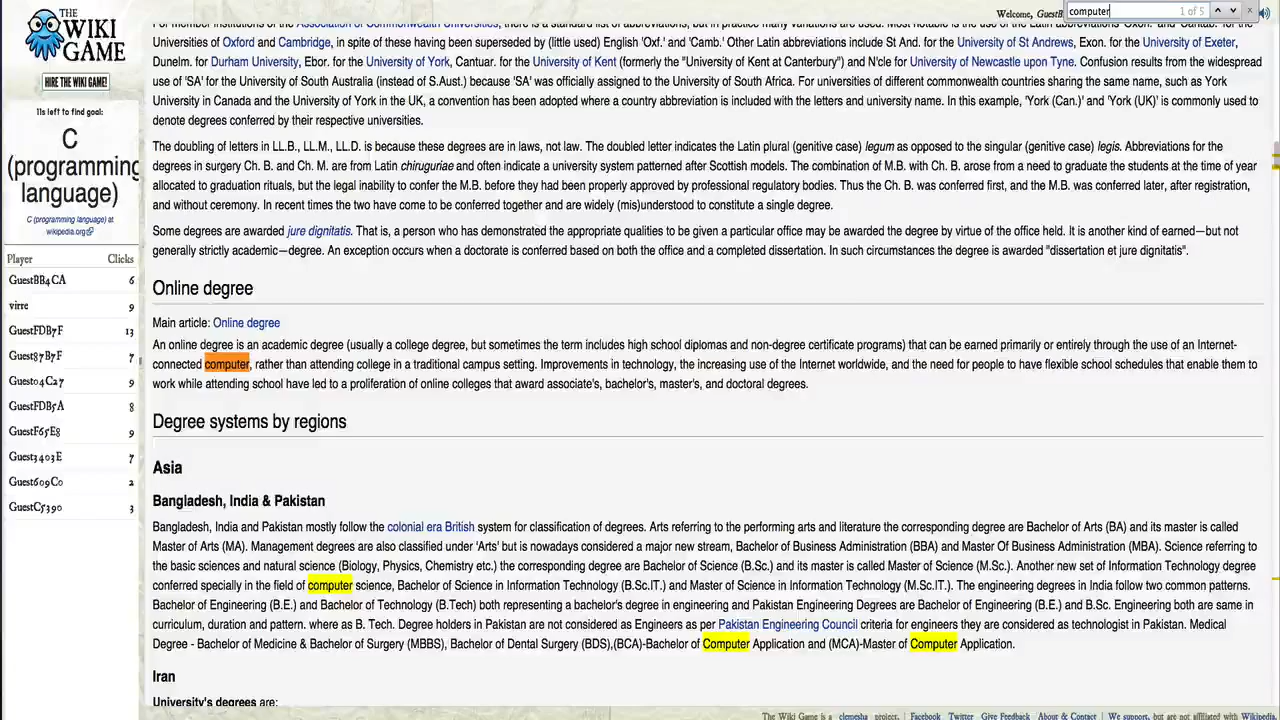 THE
WIKI
GAME
HIRE THE WIKI GAME!
11s left to find goal:
C
(programming
language)
C (programming language) at
wikipedia.org
Player Clicks
GuestBB4CA 6
virre 9
GuestFDB7F 13
Guest87B7F 7
Guest04C27 9
GuestFDB5A 8
GuestF65E8 9
Guest3403E 7
Guest609C0 2
GuestC5390 3
Welcome, GuestB
computer 1 of 5
For member institutions of the Association of Commonwealth Universities, there is a standard list of abbreviations, but in practice many variations are used. Most notable is the use of the Latin abbreviations 'Oxon.' and 'Cantab.' for the
Universities of Oxford and Cambridge, in spite of these having been superseded by (little used) English 'Oxf.' and 'Camb.' Other Latin abbreviations include St And. for the University of St Andrews, Exon. for the University of Exeter,
Dunelm. for Durham University, Ebor. for the University of York, Cantuar. for the University of Kent (formerly the "University of Kent at Canterbury") and N'cle for University of Newcastle upon Tyne. Confusion results from the widespread
use of 'SA' for the University of South Australia (instead of S.Aust.) because 'SA' was officially assigned to the University of South Africa. For universities of different commonwealth countries sharing the same name, such as York
University in Canada and the University of York in the UK, a convention has been adopted where a country abbreviation is included with the letters and university name. In this example, 'York (Can.)' and 'York (UK)' is commonly used to
denote degrees conferred by their respective universities.
The doubling of letters in LL.B., LL.M., LL.D. is because these degrees are in laws, not law. The doubled letter indicates the Latin plural (genitive case) legum as opposed to the singular (genitive case) legis. Abbreviations for the
degrees in surgery Ch. B. and Ch. M. are from Latin chirurguriae and often indicate a university system patterned after Scottish models. The combination of M.B. with Ch. B. arose from a need to graduate the students at the time of year
allocated to graduation rituals, but the legal inability to confer the M.B. before they had been properly approved by professional regulatory bodies. Thus the Ch. B. was conferred first, and the M.B. was conferred later, after registration,
and without ceremony. In recent times the two have come to be conferred together and are widely (mis)understood to constitute a single degree.
Some degrees are awarded jure dignitatis. That is, a person who has demonstrated the appropriate qualities to be given a particular office may be awarded the degree by virtue of the office held. It is another kind of earned—but not
generally strictly academic—degree. An exception occurs when a doctorate is conferred based on both the office and a completed dissertation. In such circumstances the degree is awarded "dissertation et jure dignitatis".
Online degree
Main article: Online degree
An online degree is an academic degree (usually a college degree, but sometimes the term includes high school diplomas and non-degree certificate programs) that can be earned primarily or entirely through the use of an Internet-
connected computer, rather than attending college in a traditional campus setting. Improvements in technology, the increasing use of the Internet worldwide, and the need for people to have flexible school schedules that enable them to
work while attending school have led to a proliferation of online colleges that award associate's, bachelor's, master's, and doctoral degrees.
Degree systems by regions
Asia
Bangladesh, India & Pakistan
Bangladesh, India and Pakistan mostly follow the colonial era British system for classification of degrees. Arts referring to the performing arts and literature the corresponding degree are Bachelor of Arts (BA) and its master is called
Master of Arts (MA). Management degrees are also classified under 'Arts' but is nowadays considered a major new stream, Bachelor of Business Administration (BBA) and Master Of Business Administration (MBA). Science referring to
the basic sciences and natural science (Biology, Physics, Chemistry etc.) the corresponding degree are Bachelor of Science (B.Sc.) and its master is called Master of Science (M.Sc.). Another new set of Information Technology degree
conferred specially in the field of computer science, Bachelor of Science in Information Technology (B.Sc.IT.) and Master of Science in Information Technology (M.Sc.IT.). The engineering degrees in India follow two common patterns.
Bachelor of Engineering (B.E.) and Bachelor of Technology (B.Tech) both representing a bachelor's degree in engineering and Pakistan Engineering Degrees are Bachelor of Engineering (B.E.) and B.Sc. Engineering both are same in
curriculum, duration and pattern. where as B. Tech. Degree holders in Pakistan are not considered as Engineers as per Pakistan Engineering Council criteria for engineers they are considered as technologist in Pakistan. Medical
Degree - Bachelor of Medicine & Bachelor of Surgery (MBBS), Bachelor of Dental Surgery (BDS),(BCA)-Bachelor of Computer Application and (MCA)-Master of Computer Application.
Iran
University's degrees are:
The Wiki Game is a clemesha project. | Facebook Twitter Give Feedback About & Contact | We support, but are not affiliated with Wikipedia